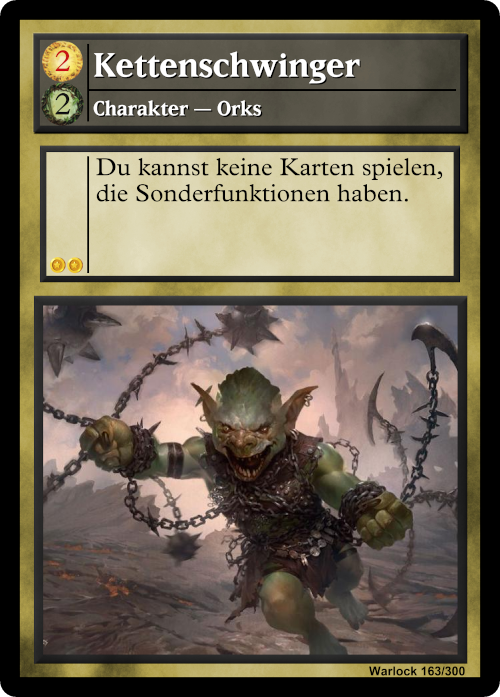 2
Kettenschwinger
2
Charakter — Orks
Du kannst keine Karten spielen,
die Sonderfunktionen haben.
Warlock 163/300